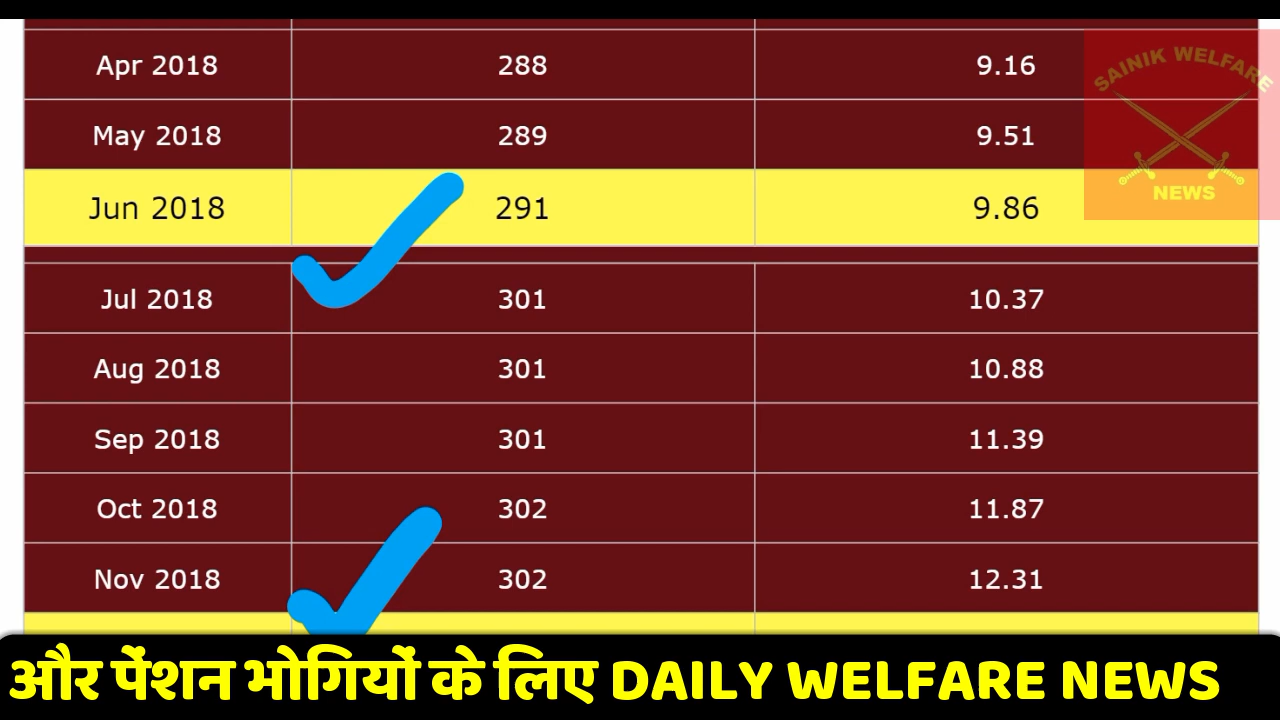 Apr 2018 288 9.16
SAINIK WELFARE
May 2018 289 9.51
Jun 2018 291 9.86
NEWS
Jul 2018 301 10.37
Aug 2018 301 10.88
Sep 2018 301 11.39
Oct 2018 302 11.87
Nov 2018 302 12.31
और पेंशन भोगियों के लिए DAILY WELFARE NEWS